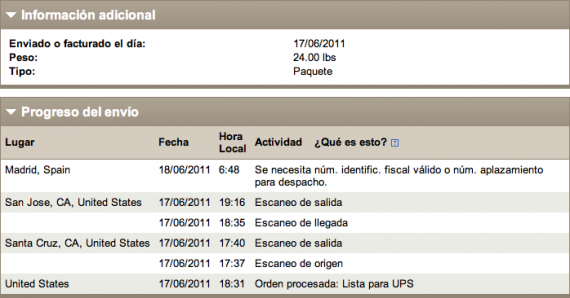 Información adicional
Enviado o facturado el día: 17/06/2011
Peso: 24.00 lbs
Tipo: Paquete
Progreso del envío
Lugar Fecha Hora Local Actividad ¿Qué es esto? ?
Madrid, Spain 18/06/2011 6:48 Se necesita núm. identific. fiscal válido o núm. aplazamiento
para despacho.
San Jose, CA, United States 17/06/2011 19:16 Escaneo de salida
17/06/2011 18:35 Escaneo de llegada
Santa Cruz, CA, United States 17/06/2011 17:40 Escaneo de salida
17/06/2011 17:37 Escaneo de origen
United States 17/06/2011 18:31 Orden procesada: Lista para UPS